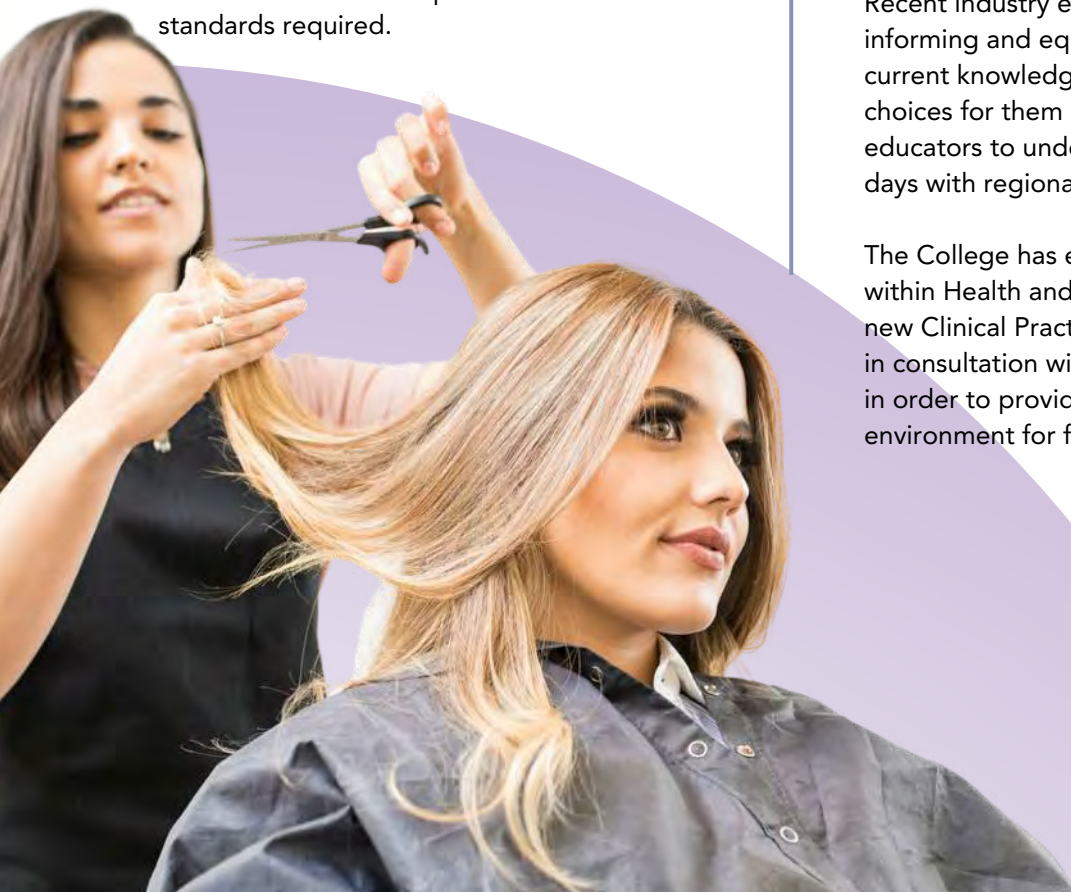 standards required.
Recent industry e
informing and eq
current knowledg
choices for them
educators to und
days with regiona
The College has e
within Health and
new Clinical Pract
in consultation wi
in order to provid
environment for f